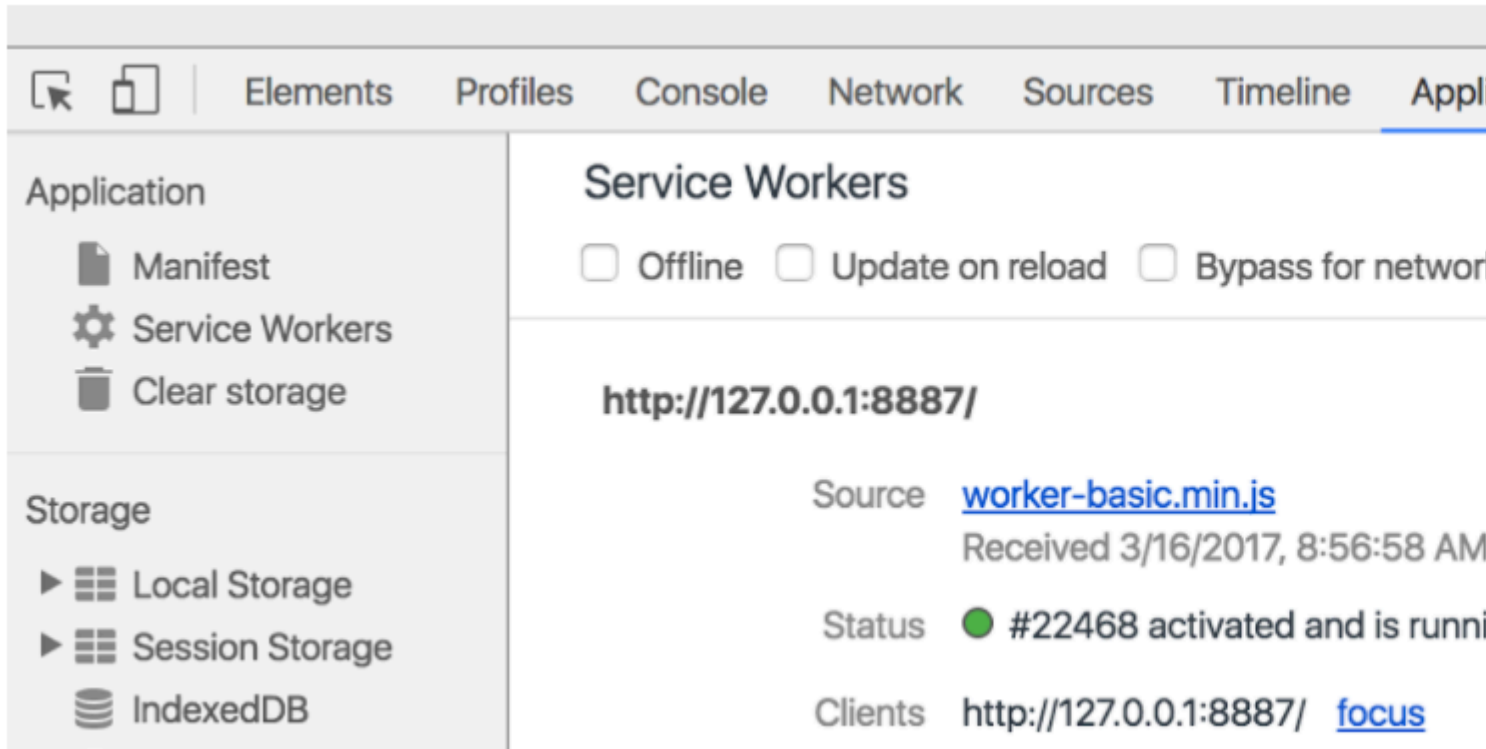 Elements Profiles Console Network Sources Timeline Appli
Application
Manifest
Service Workers
Clear storage
Storage
Local Storage
Session Storage
IndexedDB
Service Workers
Offline Update on reload Bypass for networ
http://127.0.0.1:8887/
Source worker-basic.min.js
Received 3/16/2017, 8:56:58 AM
Status #22468 activated and is runni
Clients http://127.0.0.1:8887/ focus